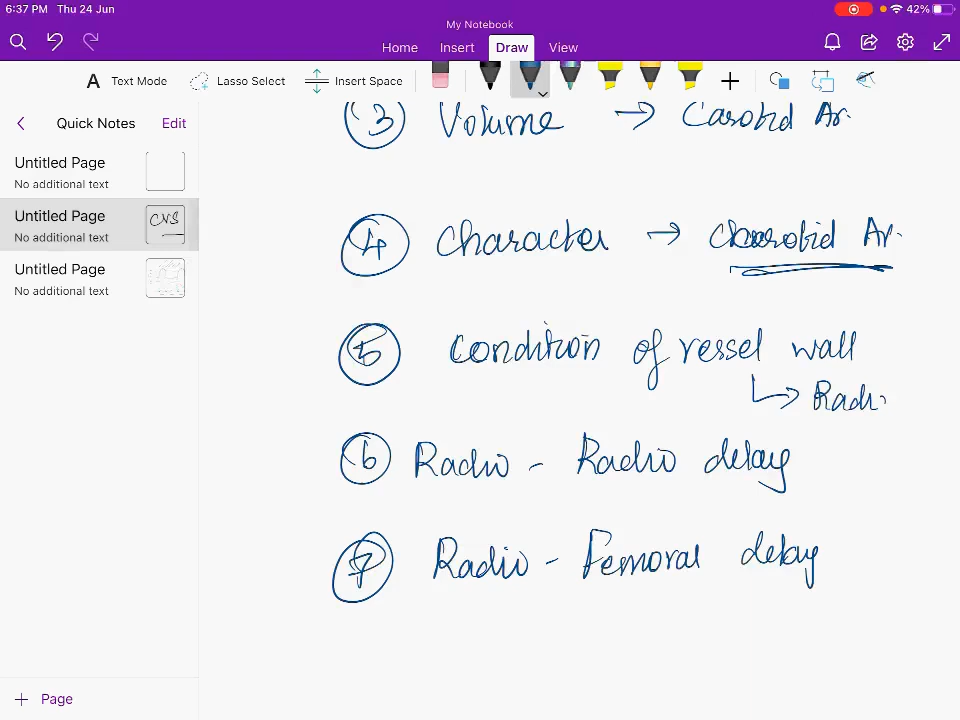 6:37 PM Thu 24 Jun
42%
My Notebook
Home Insert Draw View
Text Mode Lasso Select Insert Space
Quick Notes Edit
Untitled Page
No additional text
Untitled Page
No additional text
CNS
Untitled Page
No additional text
Page
3 Volume → Carotid Ar.
4 Character → Carotid Ar.
5 Condition of vessel wall
→ Radi
6 Radio - Radio delay
7 Radio - Femoral delay